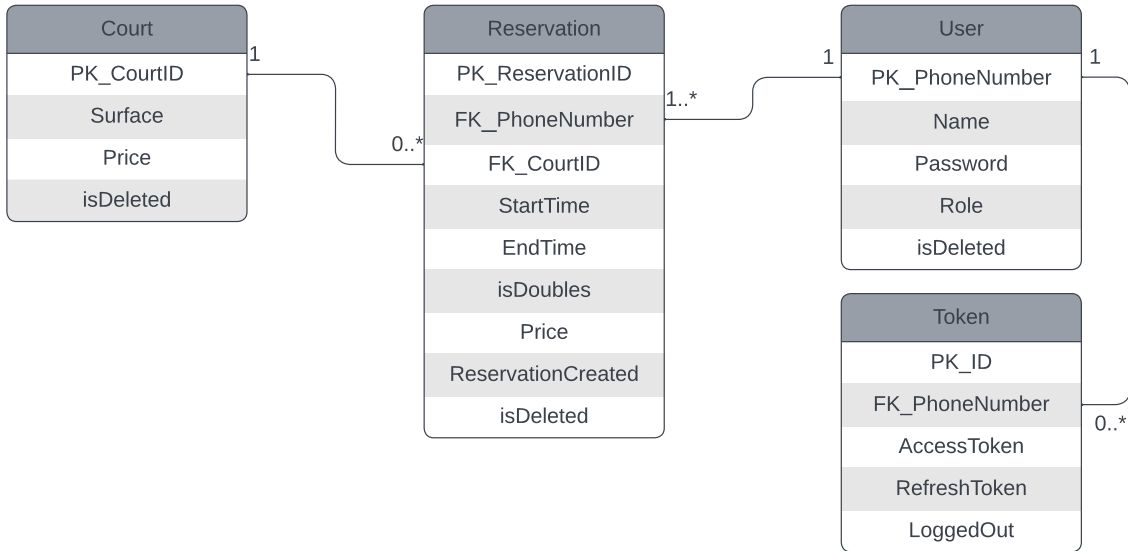 Court
1
PK_CourtID
Surface
Price
isDeleted
Reservation
PK_ReservationID
FK_PhoneNumber
1..*
0..*
FK_CourtID
StartTime
EndTime
isDoubles
Price
ReservationCreated
isDeleted
User
1
1
PK_PhoneNumber
Name
Password
Role
isDeleted
Token
PK_ID
FK_PhoneNumber
0..*
AccessToken
RefreshToken
LoggedOut